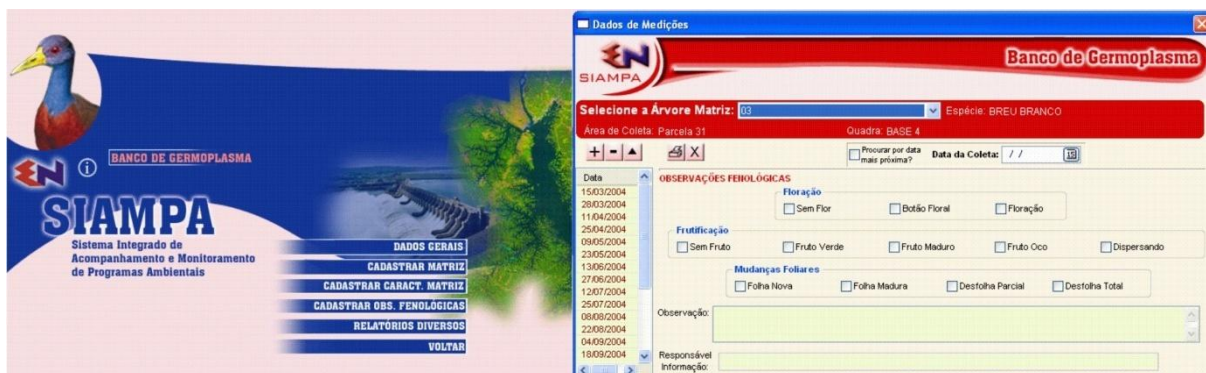 EN
BANCO DE GERMOPLASMA
SIAMPA
Sistema Integrado de
Acompanhamento e Monitoramento
de Programas Ambientais
DADOS GERAIS
CADASTRAR MATRIZ
CADASTRAR CARACT. MATRIZ
CADASTRAR OBS. FENOLÓGICAS
RELATÓRIOS DIVERSOS
VOLTAR
Dados de Medições
EN
SIAMPA
Banco de Germoplasma
Selecione a Árvore Matriz: 03 Espécie: BREU BRANCO
Área de Coleta: Parcela 31 Quadra: BASE 4
Procurar por data
mais próxima?
Data da Coleta: / /
Data
15/03/2004
28/03/2004
11/04/2004
25/04/2004
09/05/2004
23/05/2004
13/06/2004
27/06/2004
12/07/2004
25/07/2004
08/08/2004
22/08/2004
04/09/2004
18/09/2004
OBSERVAÇÕES FENOLÓGICAS
Floração
Sem Flor Botão Floral Floração
Frutificação
Sem Fruto Fruto Verde Fruto Maduro Fruto Oco Dispersando
Mudanças Foliares
Folha Nova Folha Madura Desfolha Parcial Desfolha Total
Observação:
Responsável
Informação: